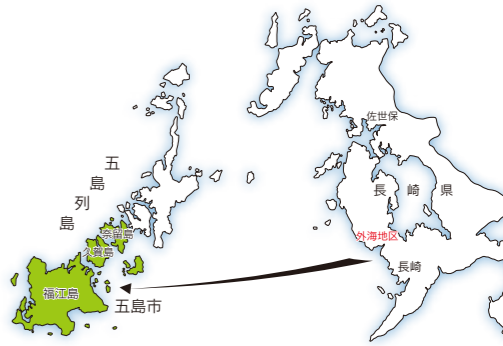 佐世保
長崎県
五島列島
外海地区
奈留島
久賀島
長崎
福江島
五島市